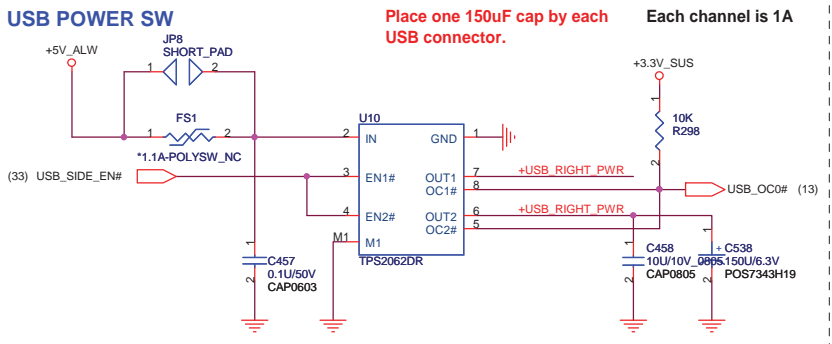 USB POWER SW
Place one 150uF cap by each
USB connector.
Each channel is 1A
+5V_ALW
JP8
SHORT_PAD
1 2
+3.3V_SUS
FS1
1 2
*1.1A-POLYSW_NC
1
10K
R298
2
U10
2 IN GND 1
(33) USB_SIDE_EN#
3 EN1# OUT1 7 +USB_RIGHT_PWR
OC1# 8
USB_OC0# (13)
4 EN2# OUT2 6 +USB_RIGHT_PWR
OC2# 5
M1 M1
TPS2062DR
1
C457
0.1U/50V
CAP0603
2
1
C458
10U/10V_0805
CAP0805
2
1
+ C538
150U/6.3V
POS7343H19
2